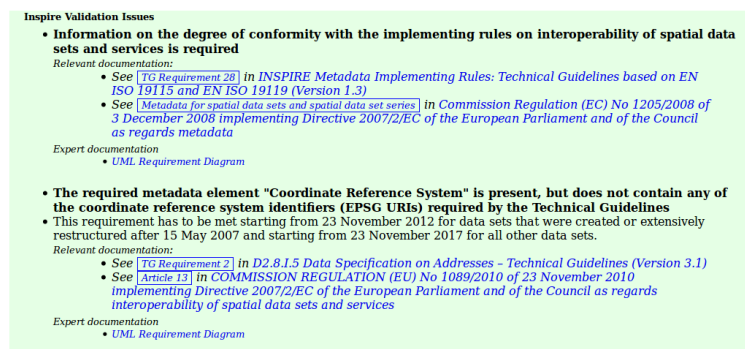 Inspire Validation Issues
• Information on the degree of conformity with the implementing rules on interoperability of spatial data
sets and services is required
Relevant documentation:
• See TG Requirement 28 in INSPIRE Metadata Implementing Rules: Technical Guidelines based on EN
ISO 19115 and EN ISO 19119 (Version 1.3)
• See Metadata for spatial data sets and spatial data set series in Commission Regulation (EC) No 1205/2008 of
3 December 2008 implementing Directive 2007/2/EC of the European Parliament and of the Council
as regards metadata
Expert documentation
• UML Requirement Diagram
• The required metadata element "Coordinate Reference System" is present, but does not contain any of
the coordinate reference system identifiers (EPSG URIs) required by the Technical Guidelines
• This requirement has to be met starting from 23 November 2012 for data sets that were created or extensively
restructured after 15 May 2007 and starting from 23 November 2017 for all other data sets.
Relevant documentation:
• See TG Requirement 2 in D2.8.I.5 Data Specification on Addresses – Technical Guidelines (Version 3.1)
• See Article 13 in COMMISSION REGULATION (EU) No 1089/2010 of 23 November 2010
implementing Directive 2007/2/EC of the European Parliament and of the Council as regards
interoperability of spatial data sets and services
Expert documentation
• UML Requirement Diagram